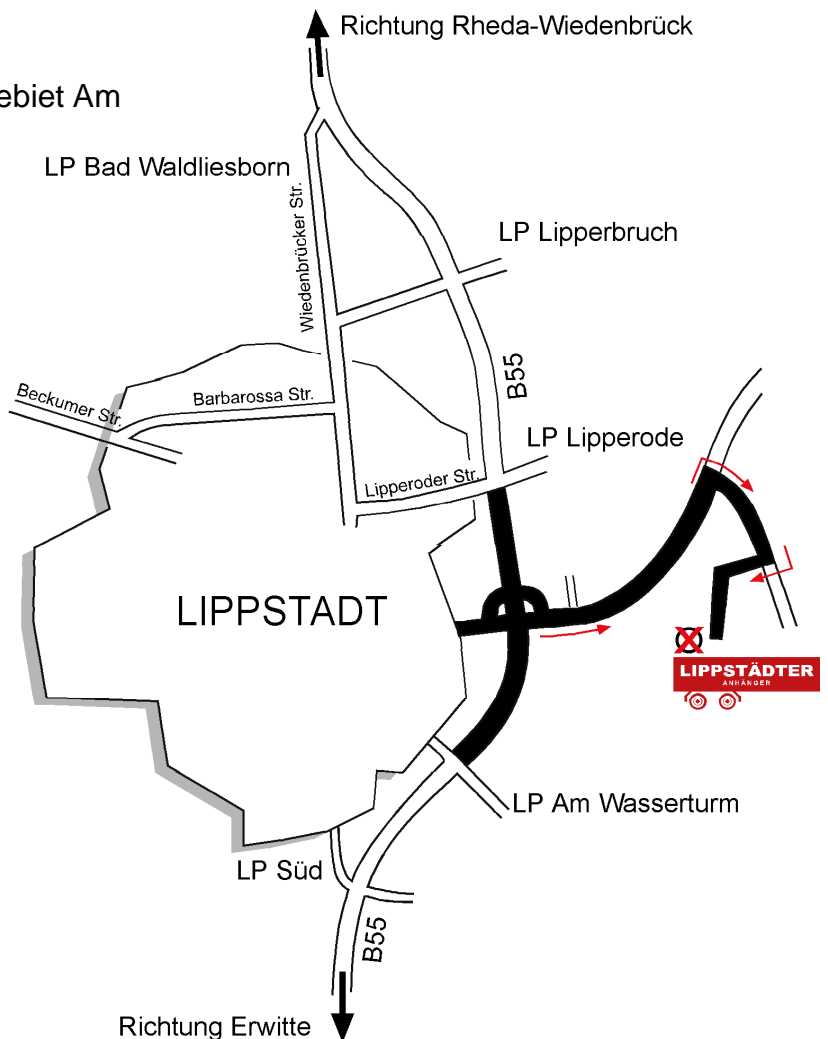 Richtung Rheda-Wiedenbrück
ebiet Am
LP Bad Waldliesborn
Wiedenbrücker Str.
LP Lipperbruch
B55
Beckumer Str.
Barbarossa Str.
LP Lipperode
Lipperoder Str.
LIPPSTADT
LIPPSTÄDTER
ANHÄNGER
LP Am Wasserturm
LP Süd
B55
Richtung Erwitte